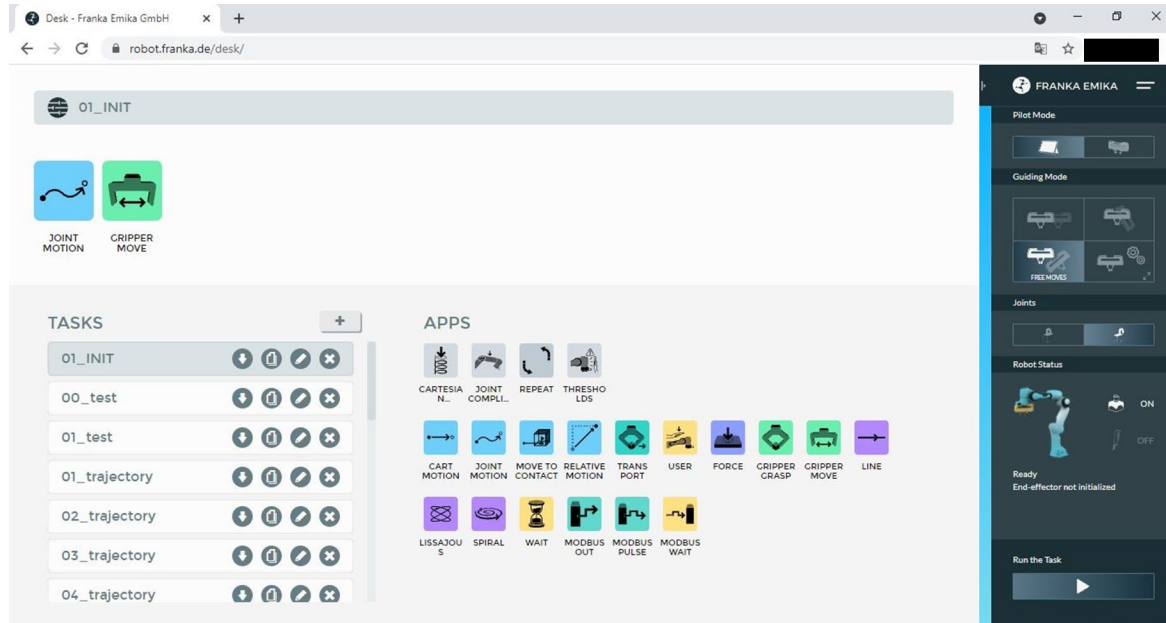 Desk - Franka Emika GmbH
robot.franka.de/desk/
01_INIT
JOINT
MOTION
GRIPPER
MOVE
TASKS
01_INIT
00_test
01_test
01_trajectory
02_trajectory
03_trajectory
04_trajectory
APPS
CARTESIA
N...
JOINT
COMPLI...
REPEAT
THRESHO
LDS
CART
MOTION
JOINT
MOTION
MOVE TO
CONTACT
RELATIVE
MOTION
TRANS
PORT
USER
FORCE
GRIPPER
GRASP
GRIPPER
MOVE
LINE
LISSAJOU
S
SPIRAL
WAIT
MODBUS
OUT
MODBUS
PULSE
MODBUS
WAIT
FRANKA EMIKA
Pilot Mode
Guiding Mode
FREE MOVES
Joints
Robot Status
ON
OFF
Ready
End-effector not initialized
Run the Task